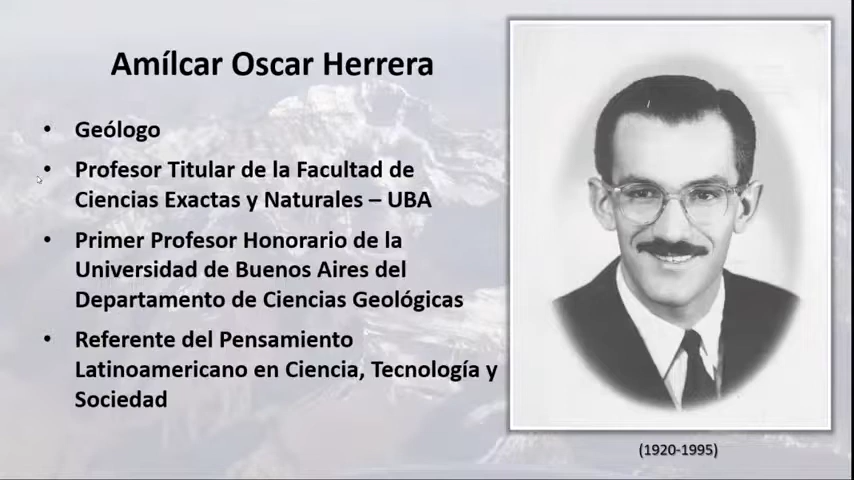 Amílcar Oscar Herrera
• Geólogo
• Profesor Titular de la Facultad de
Ciencias Exactas y Naturales – UBA
• Primer Profesor Honorario de la
Universidad de Buenos Aires del
Departamento de Ciencias Geológicas
• Referente del Pensamiento
Latinoamericano en Ciencia, Tecnología y
Sociedad
(1920-1995)